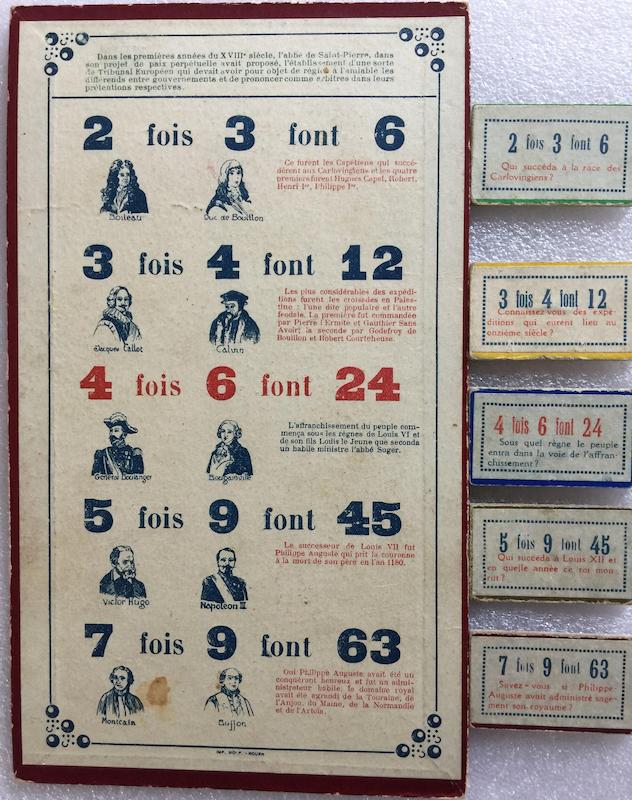 Dans les premières années du XVIIIe siècle, l'abbé de Saint-Pierre, dans
son projet de paix perpétuelle avait proposé, l'établissement d'une sorte
de Tribunal Européen qui devait avoir pour objet de régler à l'amiable les
différends entre gouvernements et de prononcer comme arbitres dans leurs
prétentions respectives.
2 fois 3 font 6
Boileau
Duc de Bouillon
Ce furent les Capétiens qui succé-
dèrent aux Carlovingiens et les quatre
premiers furent Hugues Capet, Robert,
Henri Ier, Philippe Ier.
3 fois 4 font 12
Jacques Callot
Calvin
Les plus considérables des expédi-
tions furent les croisades en Pales-
tine : l'une dite populaire et l'autre
féodale. La première fut commandée
par Pierre l'Ermite et Gauthier Sans
Avoir; la seconde par Godefroy de
Bouillon et Robert Courteheuse.
4 fois 6 font 24
Général Boulanger
Bougainville
L'affranchissement du peuple com-
mença sous les règnes de Louis VI et
de son fils Louis le Jeune que seconda
un habile ministre l'abbé Suger.
5 fois 9 font 45
Victor Hugo
Napoléon III
Le successeur de Louis VII fut
Philippe Auguste qui prit la couronne
à la mort de son père en l'an 1180.
7 fois 9 font 63
Montcalm
Buffon
Oui Philippe Auguste avait été un
conquérant heureux et fut un admi-
nistrateur habile, le domaine royal
avait été agrandi de la Touraine, de
l'Anjou, du Maine, de la Normandie
et de l'Artois.
ROUEN
2 fois 3 font 6
Qui succéda à la race des
Carlovingiens ?
3 fois 4 font 12
Connaissez-vous des expé-
ditions qui eurent lieu au
onzième siècle ?
4 fois 6 font 24
Sous quel règne le peuple
entra dans la voie de l'affran-
chissement ?
5 fois 9 font 45
Qui succéda à Louis XII et
en quelle année ce roi mou-
rut ?
7 fois 9 font 63
Savez-vous si Philippe-
Auguste avait administré sage-
ment son royaume ?